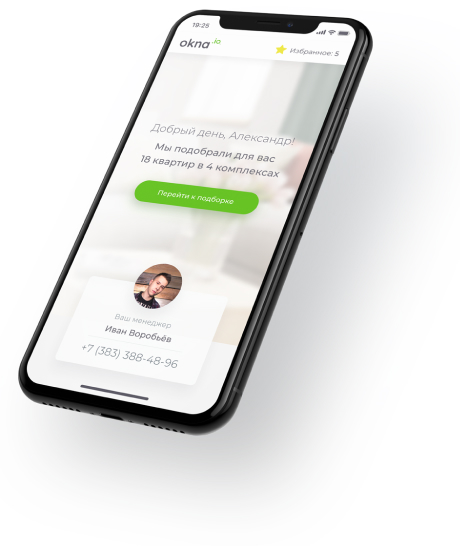 19:25
okna.io
Избранное: 5
Добрый день, Александр!
Мы подобрали для вас
18 квартир в 4 комплексах
Перейти к подборке
Ваш менеджер
Иван Воробьёв
+7 (383) 388-48-96